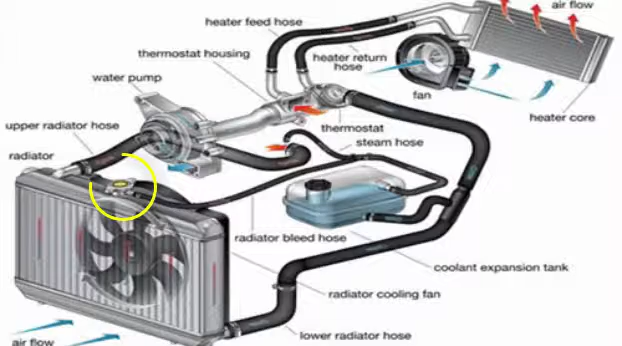 air flow
heater feed hose
thermostat housing
heater return
hose
water pump
fan
heater core
upper radiator hose
thermostat
steam hose
radiator
radiator bleed hose
coolant expansion tank
radiator cooling fan
lower radiator hose
air flow